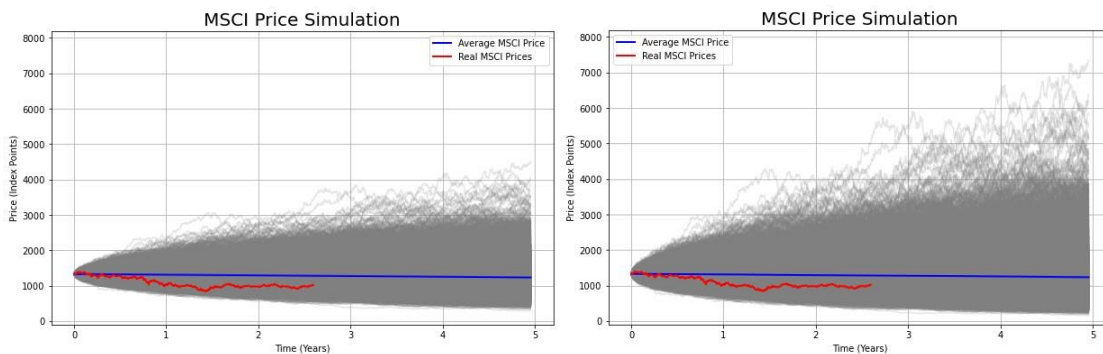 MSCI Price Simulation
8000
7000
6000
5000
4000
3000
2000
1000
0
Price (Index Points)
Average MSCI Price
Real MSCI Prices
0 1 2 3 4 5
Time (Years)
MSCI Price Simulation
8000
7000
6000
5000
4000
3000
2000
1000
0
Price (Index Points)
Average MSCI Price
Real MSCI Prices
0 1 2 3 4 5
Time (Years)